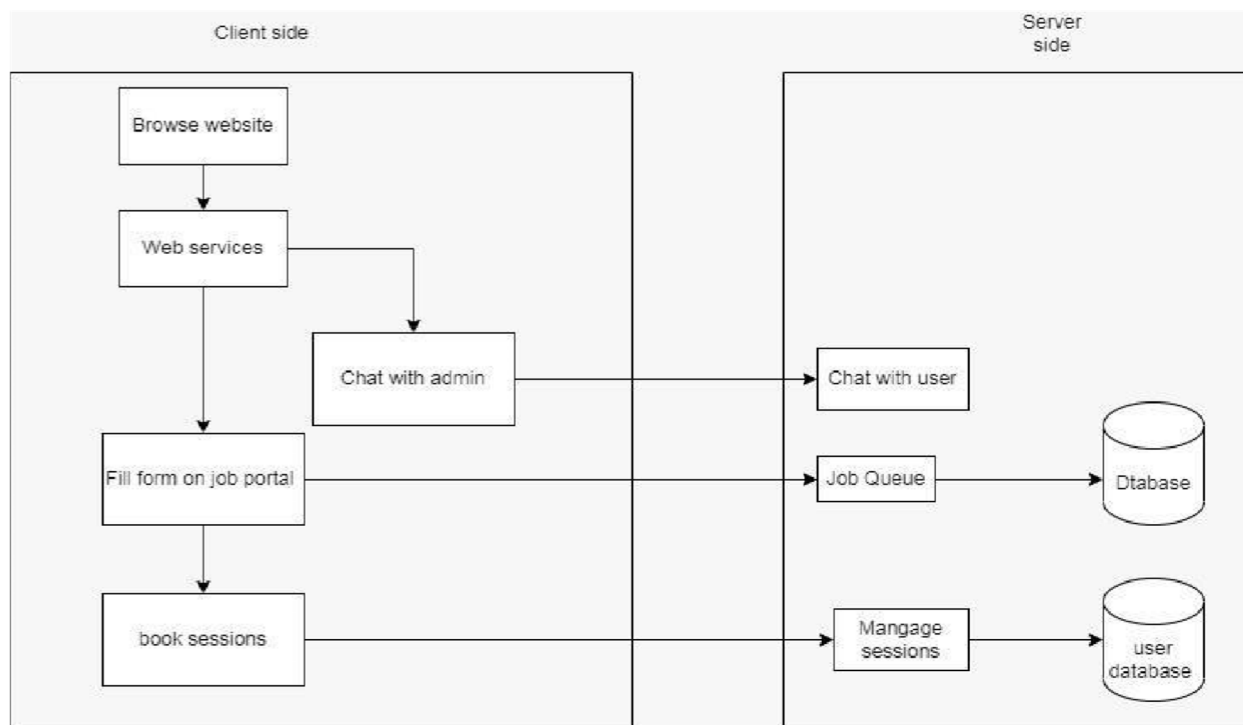 Client side
Server
side
Browse website
Web services
Chat with admin
Chat with user
Fill form on job portal
Job Queue
Dtabase
book sessions
Mangage
sessions
user
database